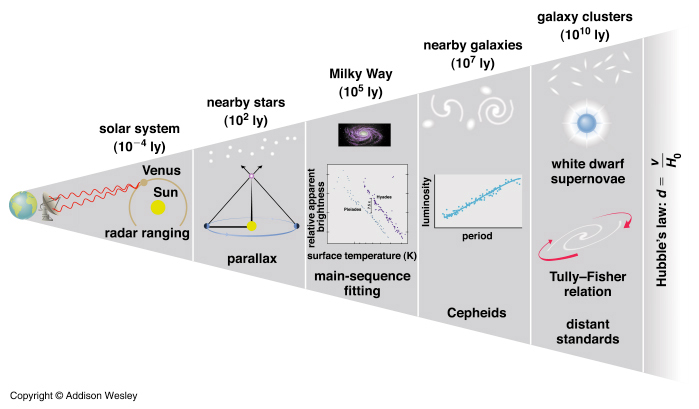 galaxy clusters
(10¹⁰ ly)
nearby galaxies
(10⁷ ly)
Milky Way
(10⁵ ly)
nearby stars
(10² ly)
solar system
(10⁻⁴ ly)
Venus
Sun
radar ranging
parallax
relative apparent
brightness
Pleiades
Hyades
surface temperature (K)
main-sequence
fitting
luminosity
period
Cepheids
white dwarf
supernovae
Tully–Fisher
relation
distant
standards
Hubble's law: d = v/H₀
Copyright © Addison Wesley